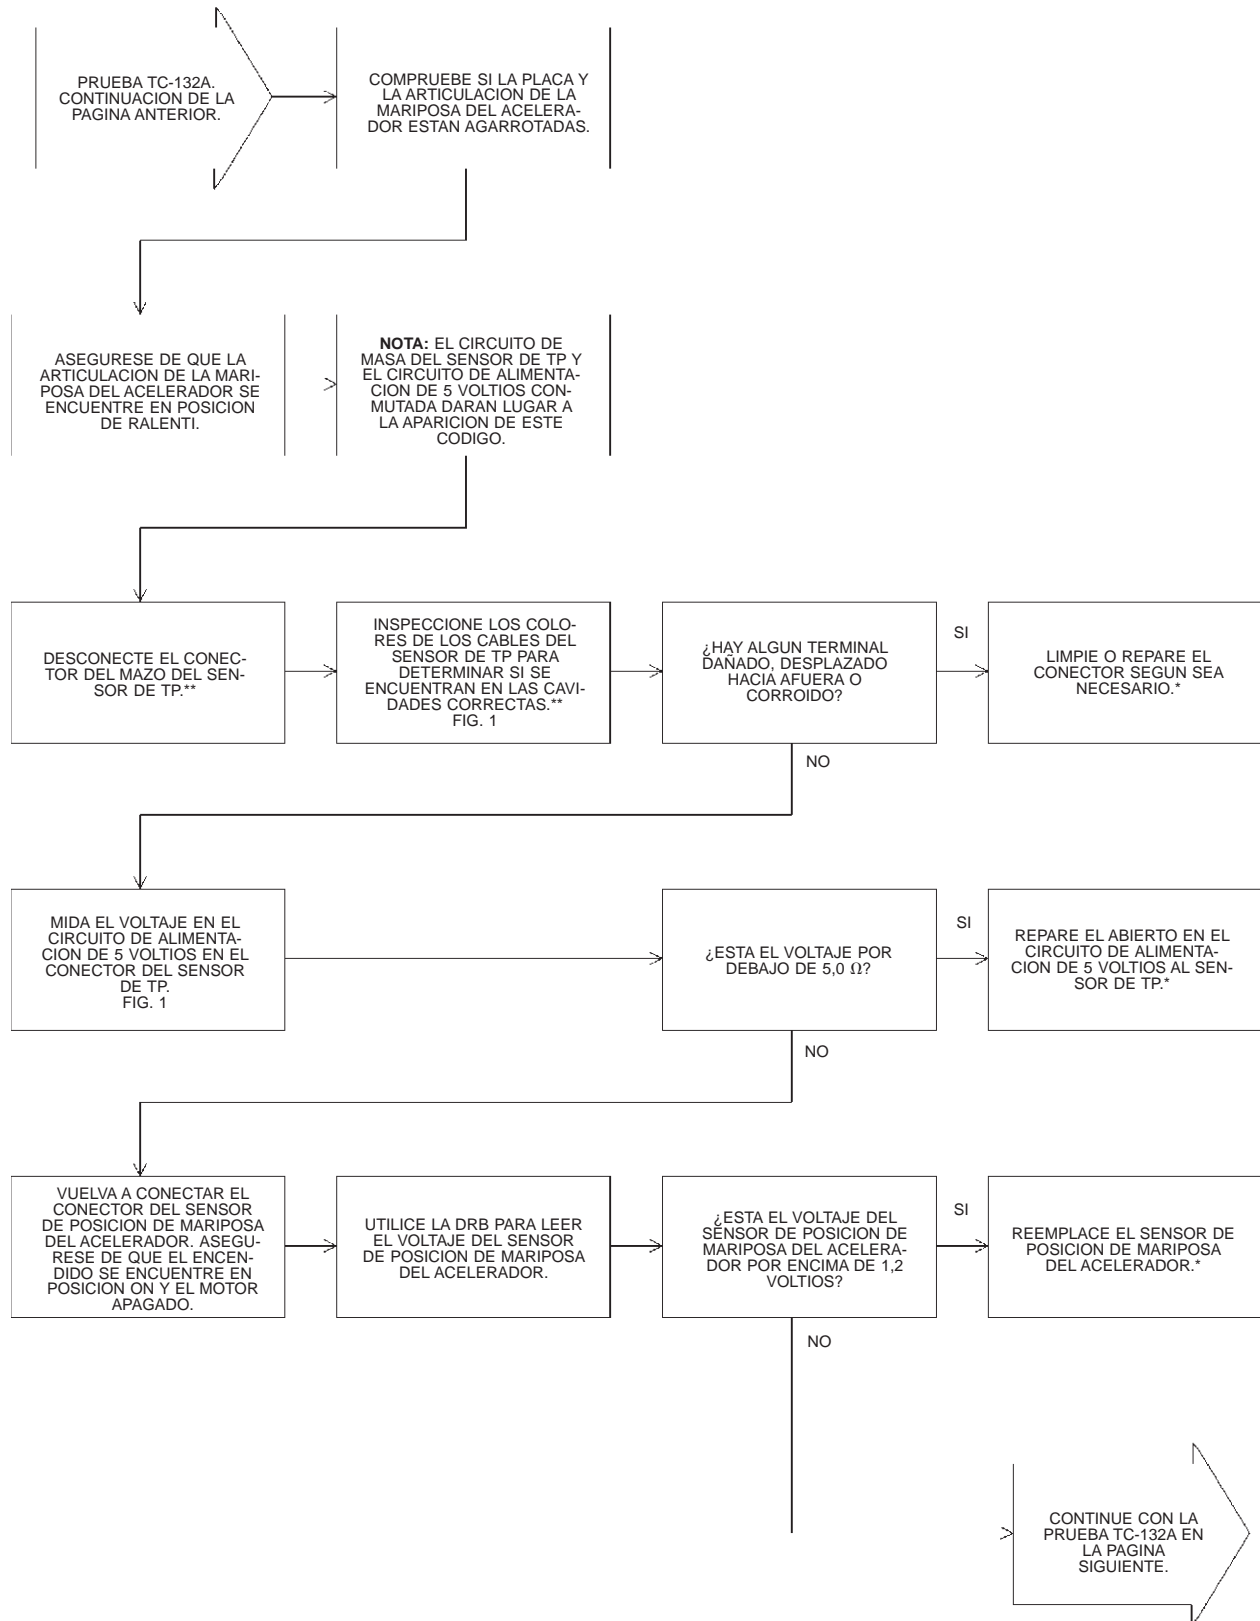 PRUEBA TC-132A.
CONTINUACION DE LA
PAGINA ANTERIOR.
COMPRUEBE SI LA PLACA Y
LA ARTICULACION DE LA
MARIPOSA DEL ACELERA-
DOR ESTAN AGARROTADAS.
ASEGURESE DE QUE LA
ARTICULACION DE LA MARI-
POSA DEL ACELERADOR SE
ENCUENTRE EN POSICION
DE RALENTI.
NOTA: EL CIRCUITO DE
MASA DEL SENSOR DE TP Y
EL CIRCUITO DE ALIMENTA-
CION DE 5 VOLTIOS CON-
MUTADA DARAN LUGAR A
LA APARICION DE ESTE
CODIGO.
DESCONECTE EL CONEC-
TOR DEL MAZO DEL SEN-
SOR DE TP.**
INSPECCIONE LOS COLO-
RES DE LOS CABLES DEL
SENSOR DE TP PARA
DETERMINAR SI SE
ENCUENTRAN EN LAS CAVI-
DADES CORRECTAS.**
FIG. 1
¿HAY ALGUN TERMINAL
DAÑADO, DESPLAZADO
HACIA AFUERA O
CORROIDO?
SI
LIMPIE O REPARE EL
CONECTOR SEGUN SEA
NECESARIO.*
NO
MIDA EL VOLTAJE EN EL
CIRCUITO DE ALIMENTA-
CION DE 5 VOLTIOS EN EL
CONECTOR DEL SENSOR
DE TP.
FIG. 1
¿ESTA EL VOLTAJE POR
DEBAJO DE 5,0 Ω?
SI
REPARE EL ABIERTO EN EL
CIRCUITO DE ALIMENTA-
CION DE 5 VOLTIOS AL SEN-
SOR DE TP.*
NO
VUELVA A CONECTAR EL
CONECTOR DEL SENSOR
DE POSICION DE MARIPOSA
DEL ACELERADOR. ASEGU-
RESE DE QUE EL ENCEN-
DIDO SE ENCUENTRE EN
POSICION ON Y EL MOTOR
APAGADO.
UTILICE LA DRB PARA LEER
EL VOLTAJE DEL SENSOR
DE POSICION DE MARIPOSA
DEL ACELERADOR.
¿ESTA EL VOLTAJE DEL
SENSOR DE POSICION DE
MARIPOSA DEL ACELERA-
DOR POR ENCIMA DE 1,2
VOLTIOS?
SI
REEMPLACE EL SENSOR DE
POSICION DE MARIPOSA
DEL ACELERADOR.*
NO
CONTINUE CON LA
PRUEBA TC-132A EN
LA PAGINA
SIGUIENTE.